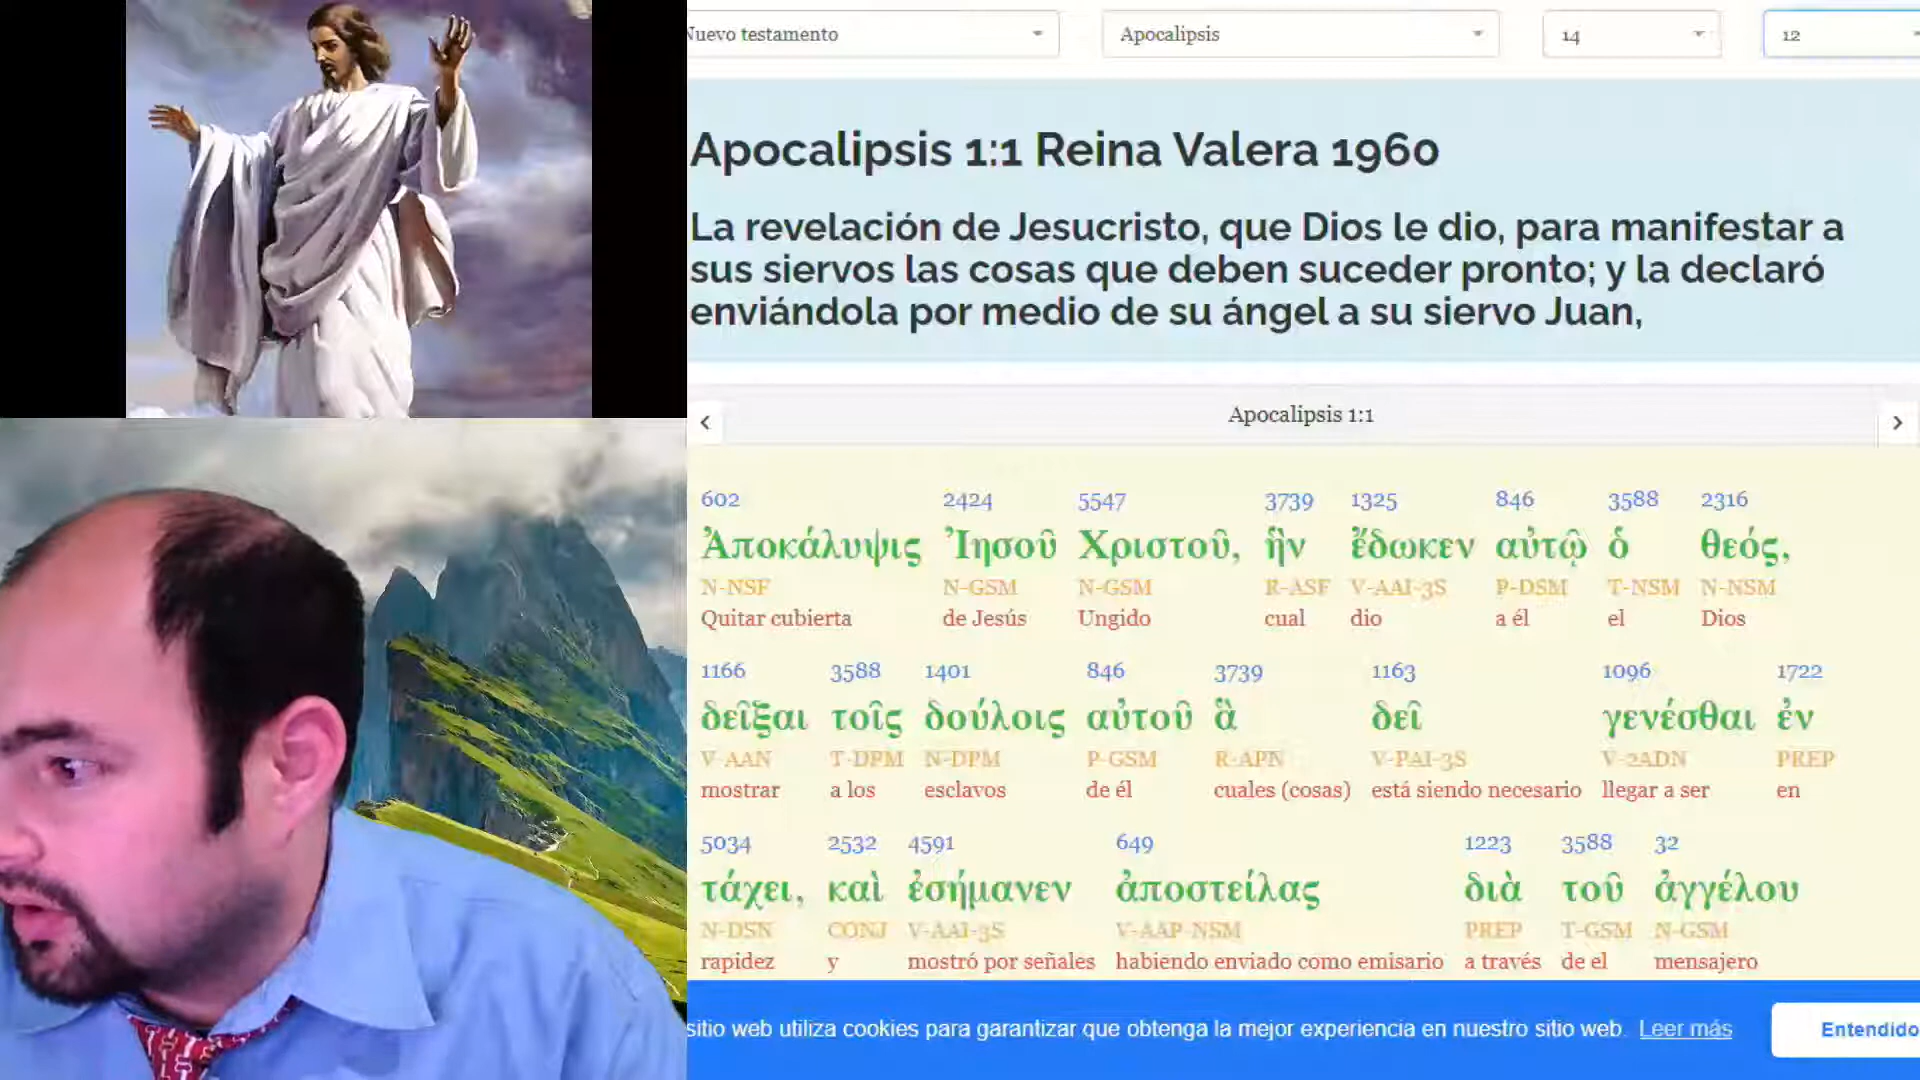 Nuevo testamento Apocalipsis 14 12
Apocalipsis 1:1 Reina Valera 1960
La revelación de Jesucristo, que Dios le dio, para manifestar a
sus siervos las cosas que deben suceder pronto; y la declaró
enviándola por medio de su ángel a su siervo Juan,
Apocalipsis 1:1
602 2424 5547 3739 1325 846 3588 2316
Ἀποκάλυψις Ἰησοῦ Χριστοῦ, ἣν ἔδωκεν αὐτῷ ὁ θεός,
N-NSF N-GSM N-GSM R-ASF V-AAI-3S P-DSM T-NSM N-NSM
Quitar cubierta de Jesús Ungido cual dio a él el Dios
1166 3588 1401 846 3739 1163 1096 1722
δεῖξαι τοῖς δούλοις αὐτοῦ ἃ δεῖ γενέσθαι ἐν
V-AAN T-DPM N-DPM P-GSM R-APN V-PAI-3S V-2ADN PREP
mostrar a los esclavos de él cuales (cosas) está siendo necesario llegar a ser en
5034 2532 4591 649 1223 3588 32
τάχει, καὶ ἐσήμανεν ἀποστείλας διὰ τοῦ ἀγγέλου
N-DSN CONJ V-AAI-3S V-AAP-NSM PREP T-GSM N-GSM
rapidez y mostró por señales habiendo enviado como emisario a través de el mensajero
sitio web utiliza cookies para garantizar que obtenga la mejor experiencia en nuestro sitio web. Leer más Entendido